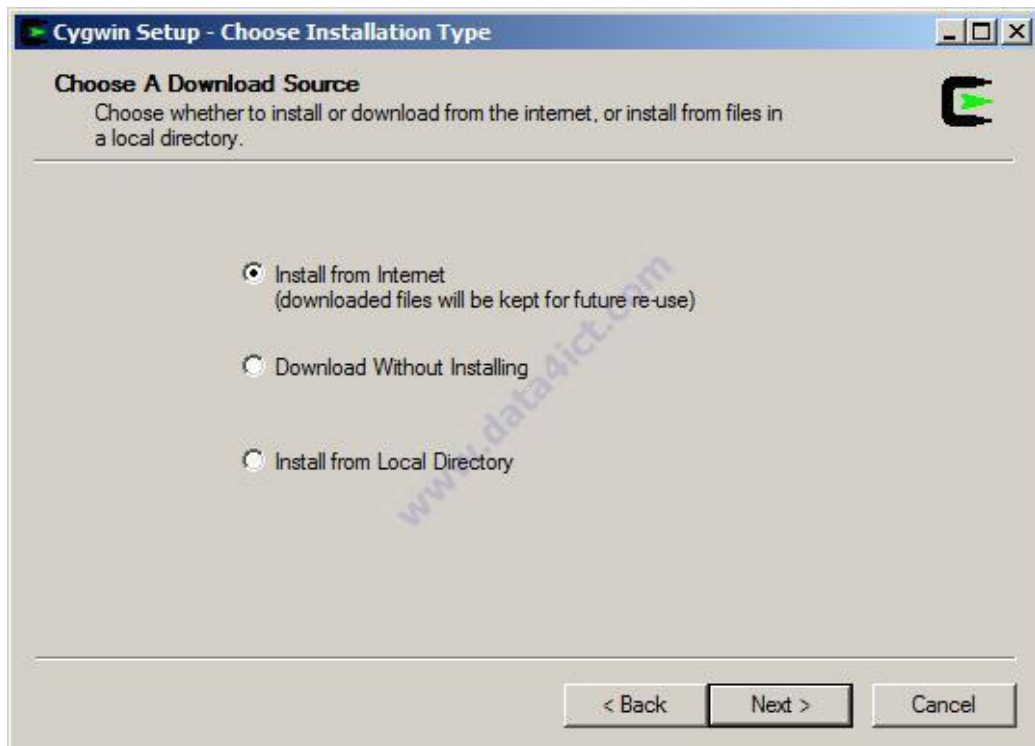 Cygwin Setup - Choose Installation Type
Choose A Download Source
Choose whether to install or download from the internet, or install from files in
a local directory.
Install from Internet
(downloaded files will be kept for future re-use)
Download Without Installing
Install from Local Directory
www.data4ict.com
< Back
Next >
Cancel